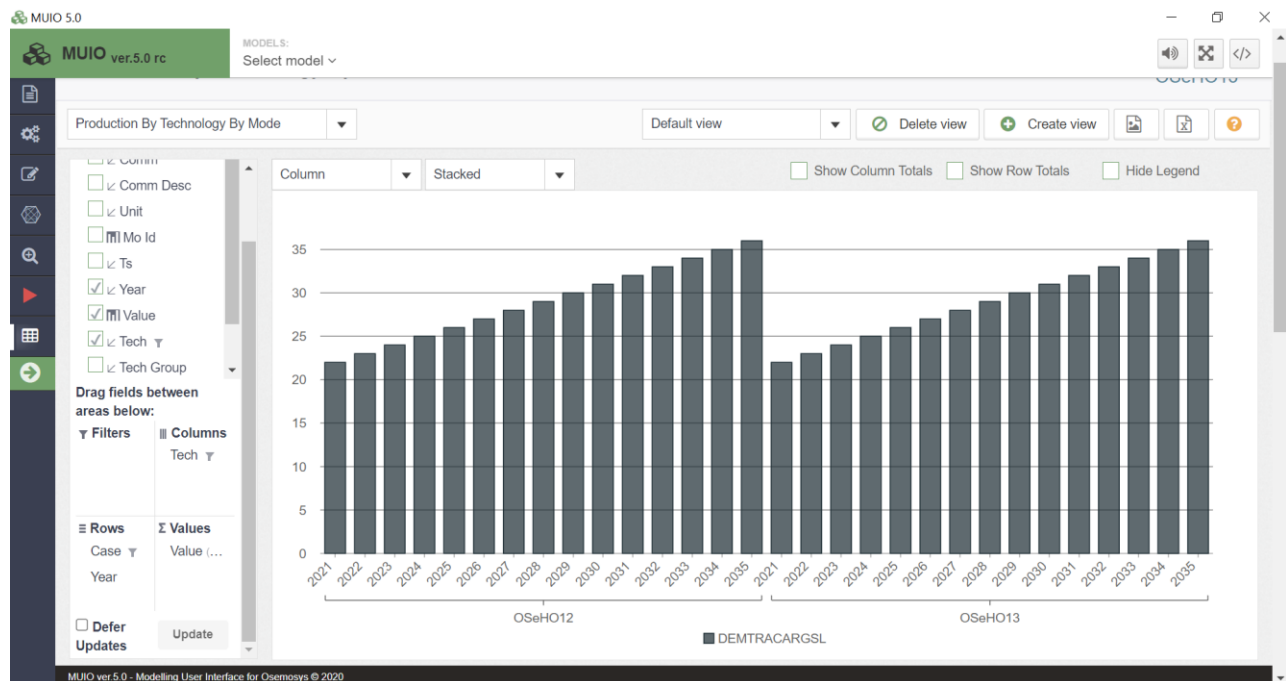 MUIO 5.0
MUIO ver.5.0 rc
MODELS:
Select model
OSeHO13
Production By Technology By Mode
Default view
Delete view
Create view
Comm
Comm Desc
Unit
Mo Id
Ts
Year
Value
Tech
Tech Group
Drag fields between
areas below:
Filters
Columns
Tech
Rows
Values
Case
Value (...
Year
Defer
Updates
Update
Column
Stacked
Show Column Totals
Show Row Totals
Hide Legend
35
30
25
20
15
10
5
0
2021 2022 2023 2024 2025 2026 2027 2028 2029 2030 2031 2032 2033 2034 2035 2021 2022 2023 2024 2025 2026 2027 2028 2029 2030 2031 2032 2033 2034 2035
OSeHO12 OSeHO13
DEMTRACARGSL
MUIO ver.5.0 - Modelling User Interface for Osemosys © 2020